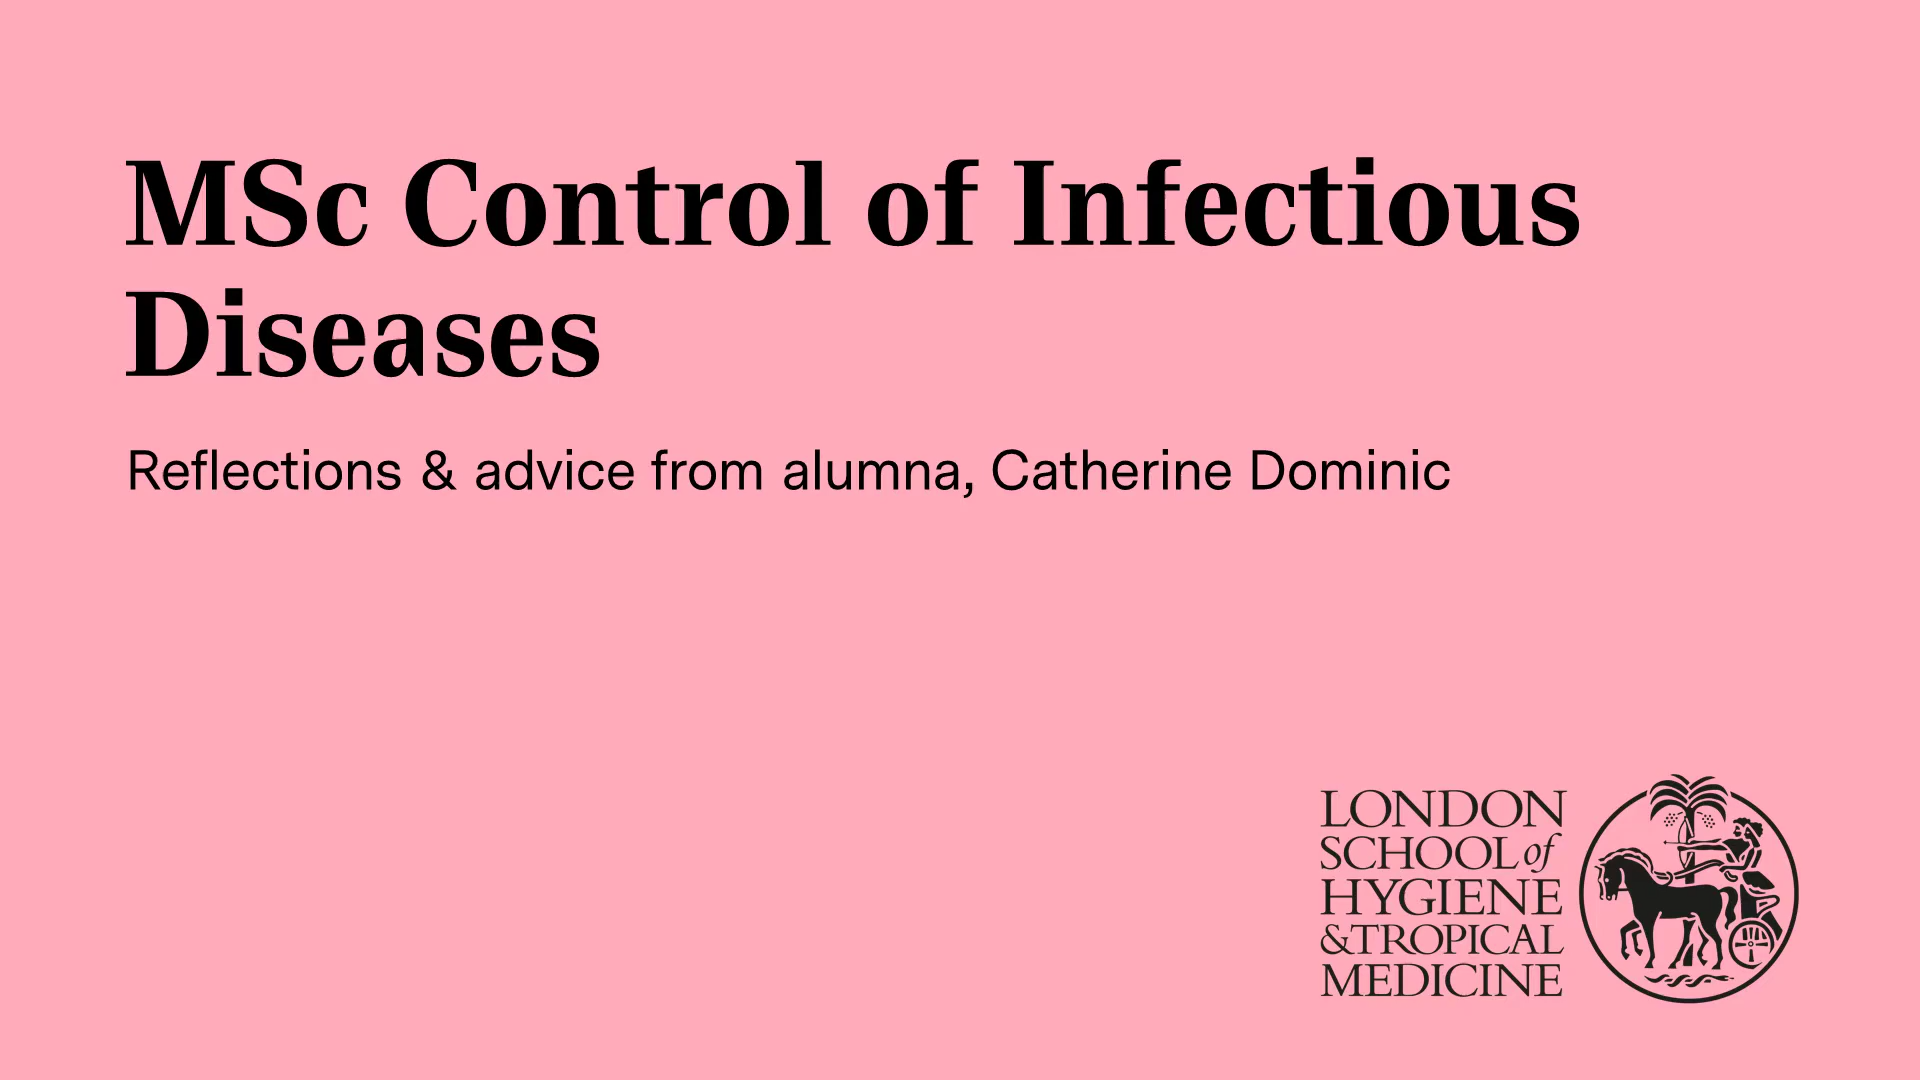 MSc Control of Infectious
Diseases
Reflections & advice from alumna, Catherine Dominic
LONDON
SCHOOL of
HYGIENE
&TROPICAL
MEDICINE